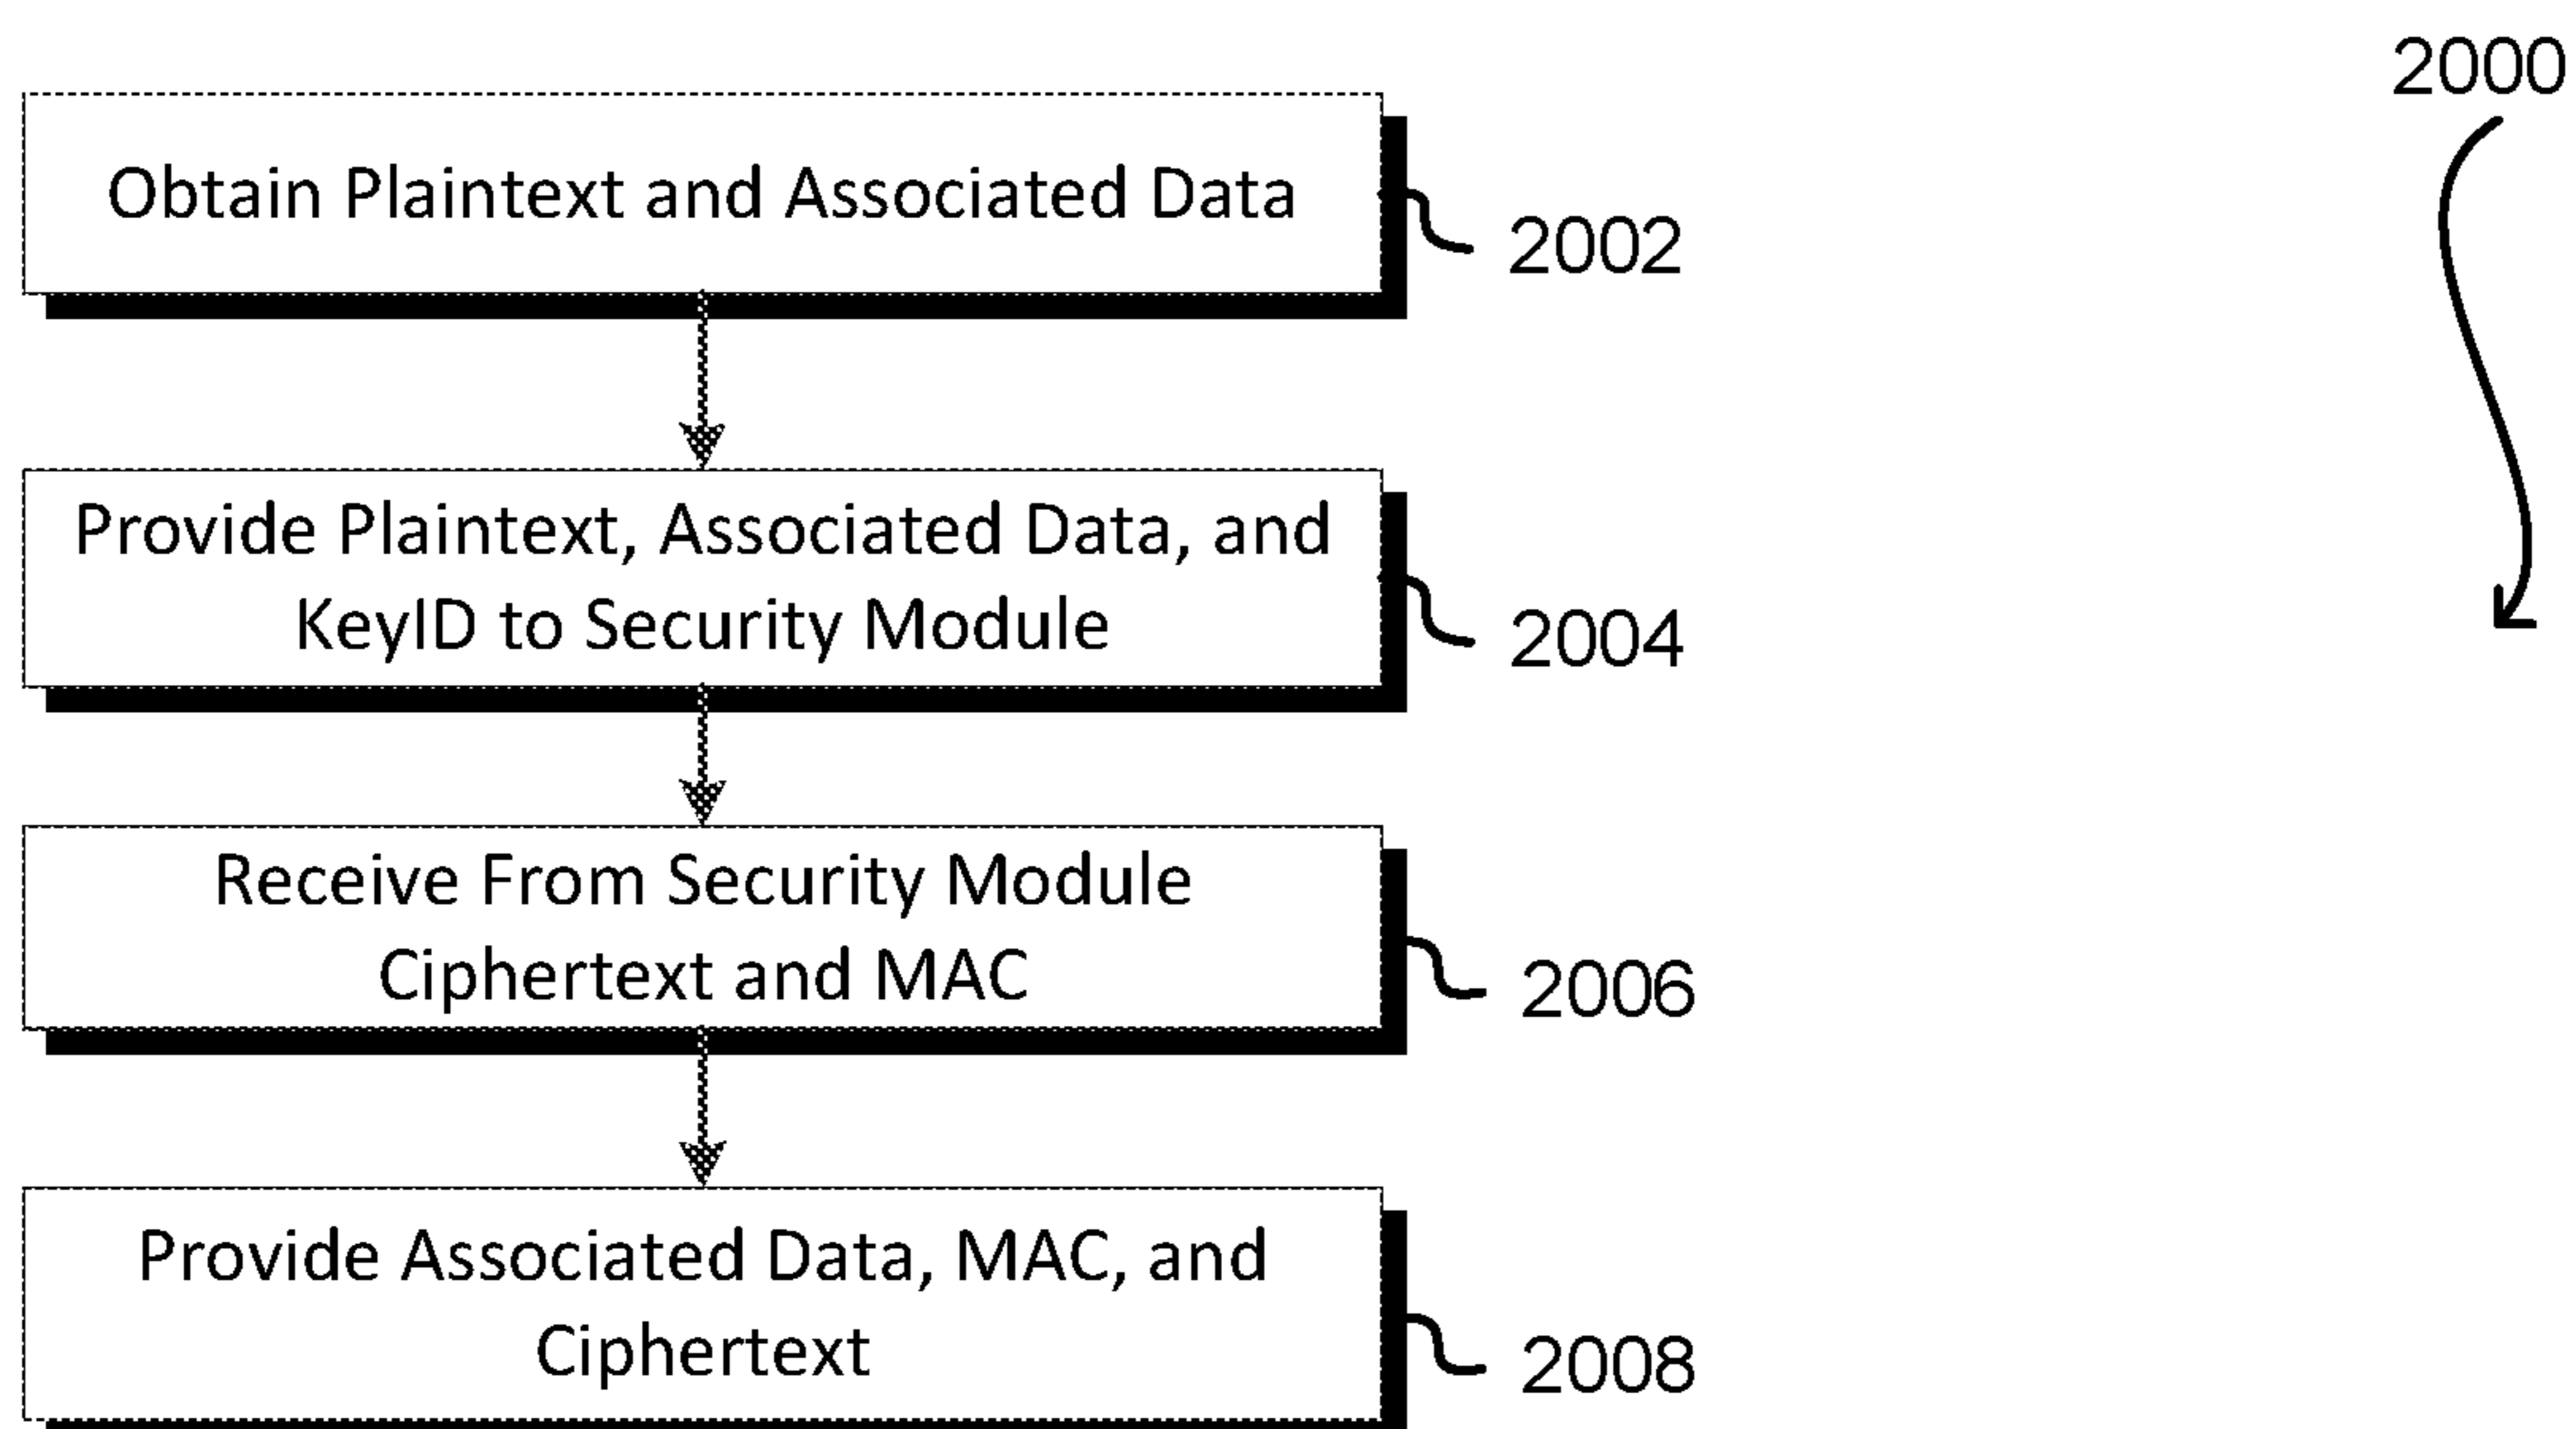 2000
Obtain Plaintext and Associated Data
2002
Provide Plaintext, Associated Data, and
KeyID to Security Module
2004
Receive From Security Module
Ciphertext and MAC
2006
Provide Associated Data, MAC, and
Ciphertext
2008